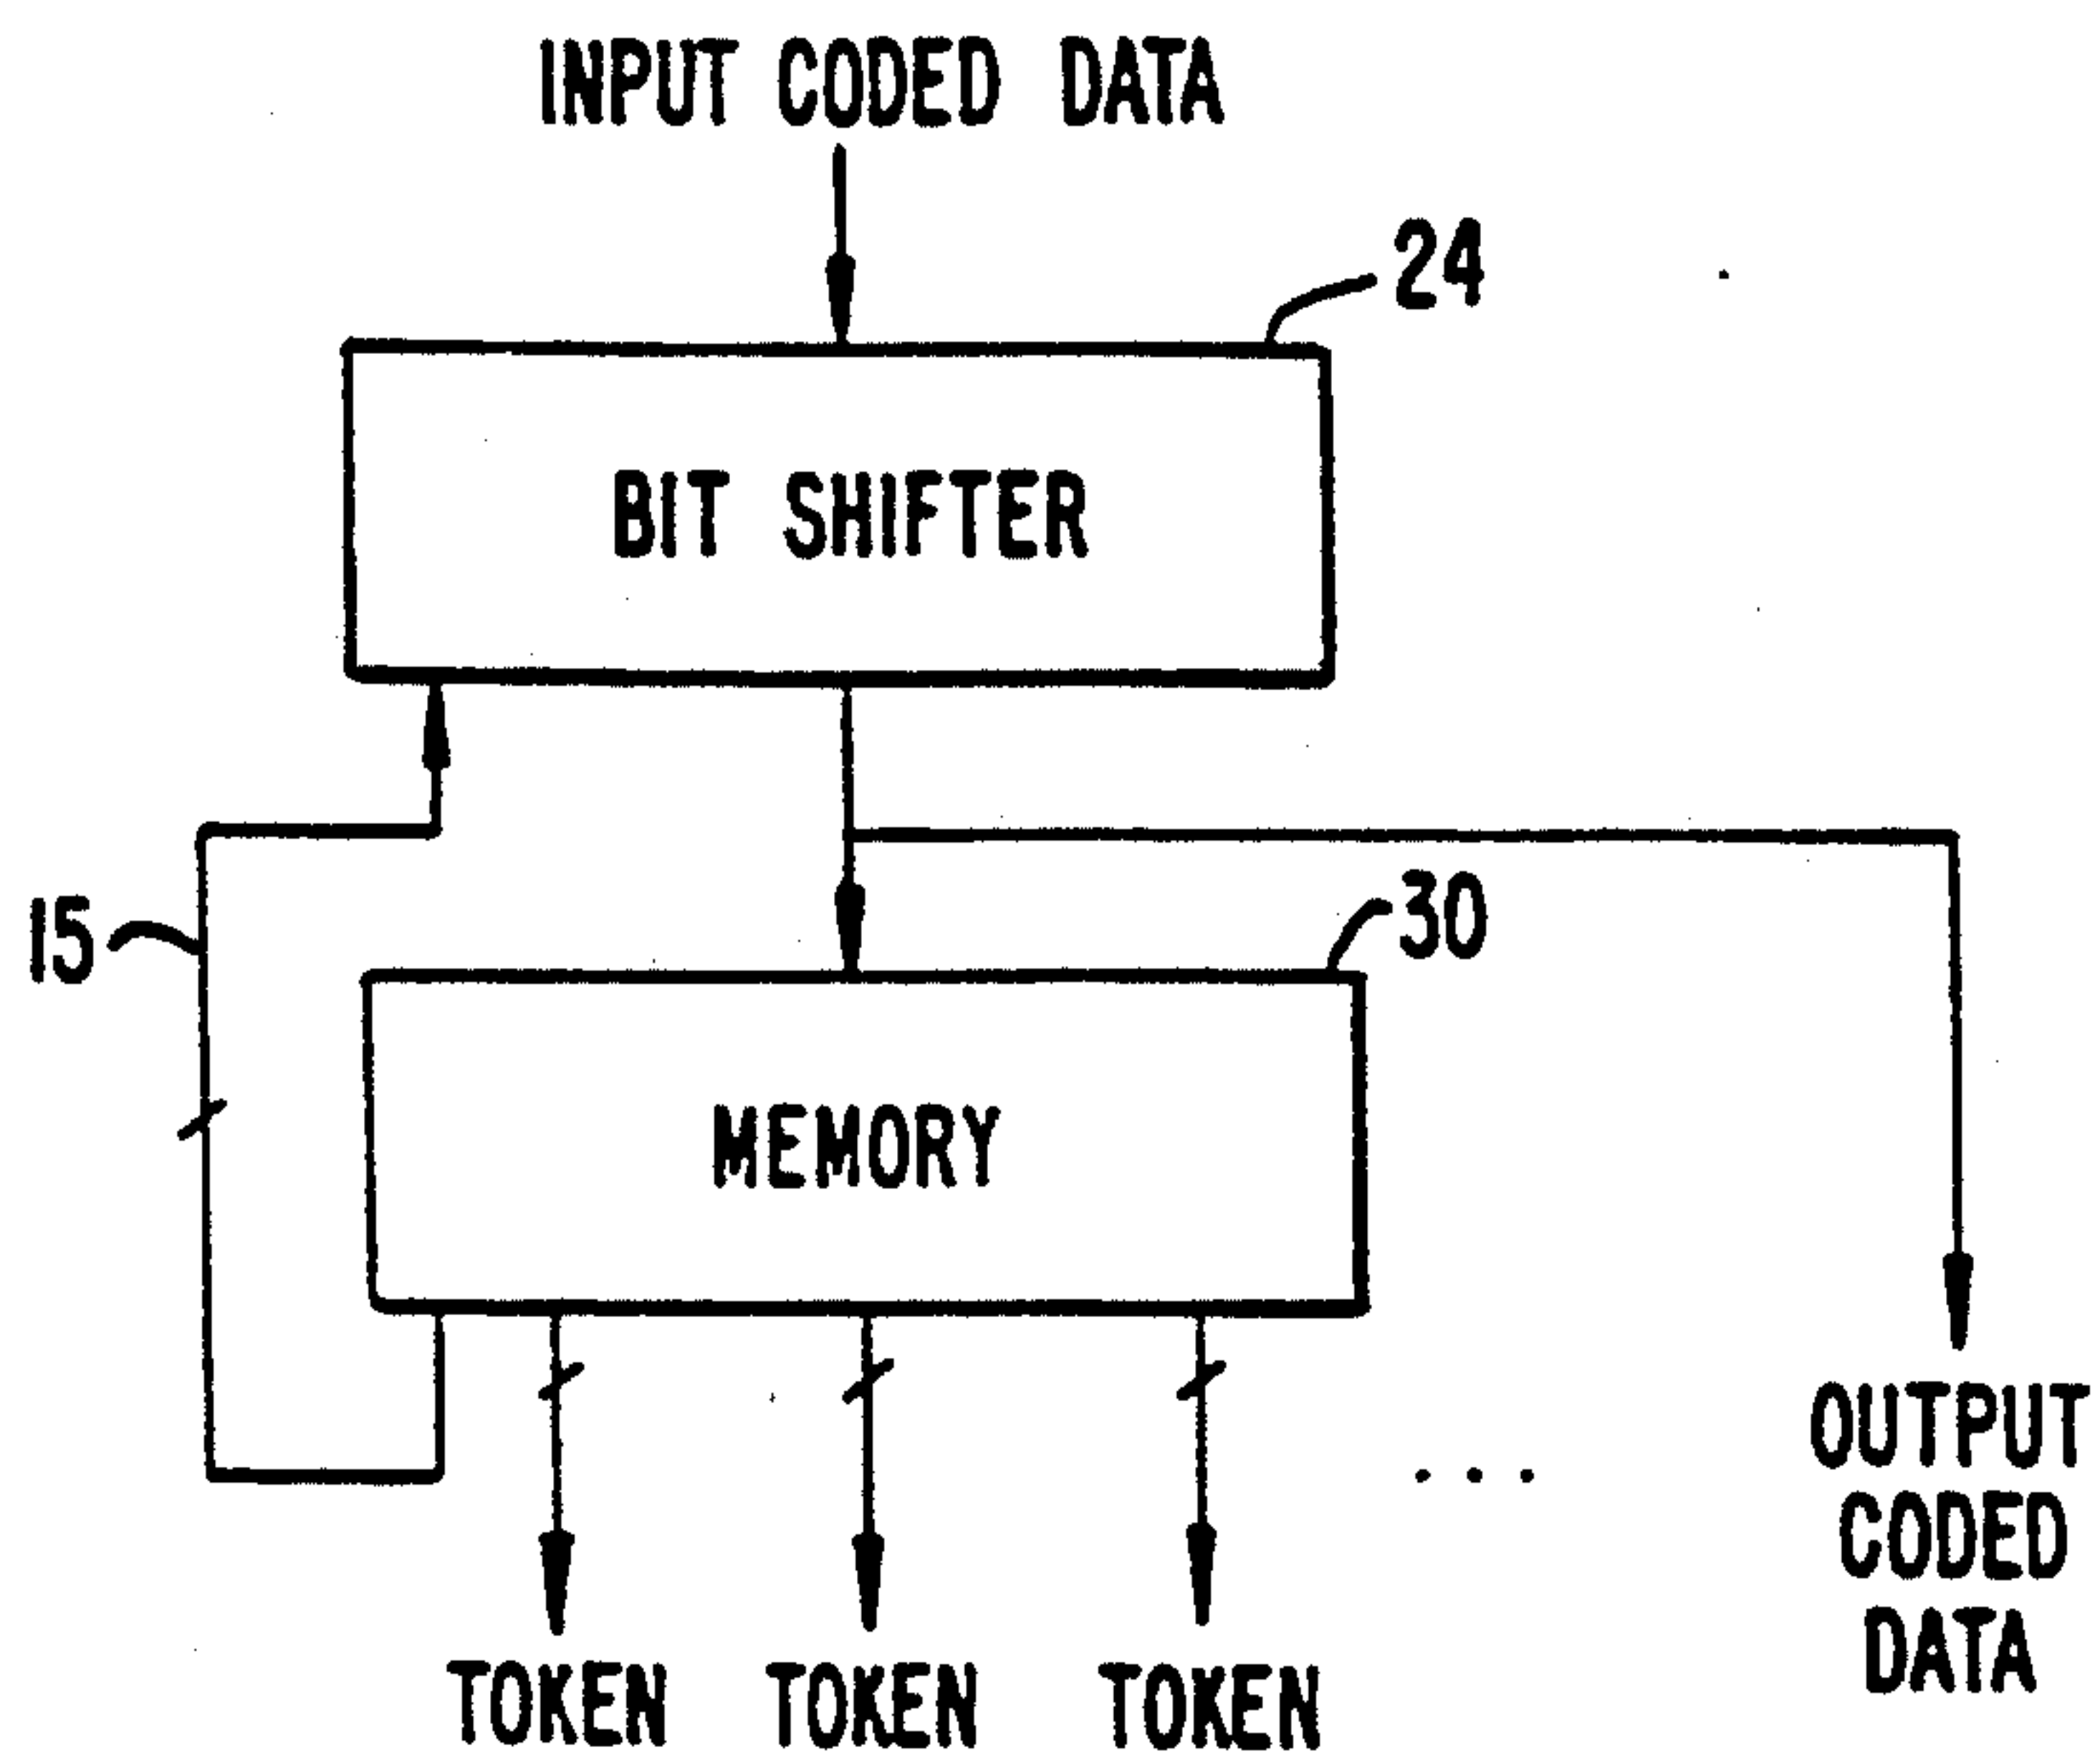 INPUT CODED DATA
24
BIT SHIFTER
15
30
MEMORY
. . .
OUTPUT
CODED
DATA
TOKEN TOKEN TOKEN